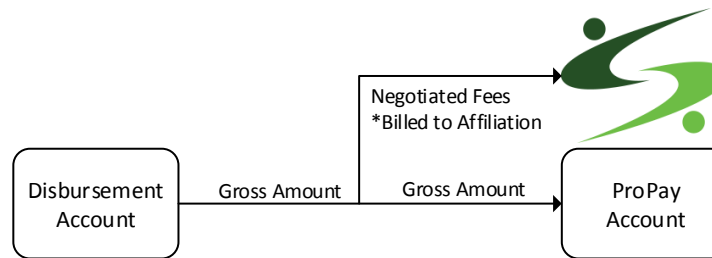 Negotiated Fees
*Billed to Affiliation
Disbursement
Account
Gross Amount
Gross Amount
ProPay
Account